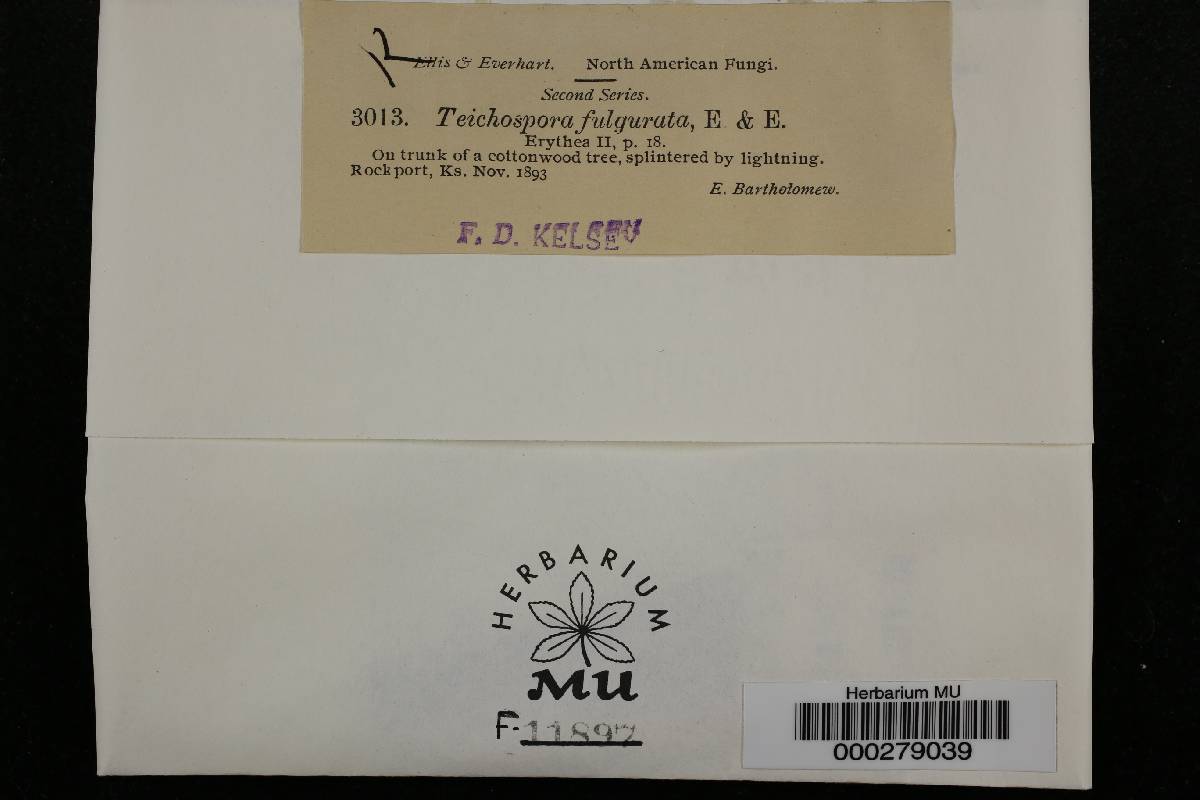 Ellis & Everhart. North American Fungi.
Second Series.
3013. Teichospora fulgurata, E & E.
Erythea II, p. 18.
On trunk of a cottonwood tree, splintered by lightning.
Rockport, Ks. Nov. 1893
E. Bartholomew.
F. D. KELSEY
HERBARIUM
MU
F-11897
Herbarium MU
000279039